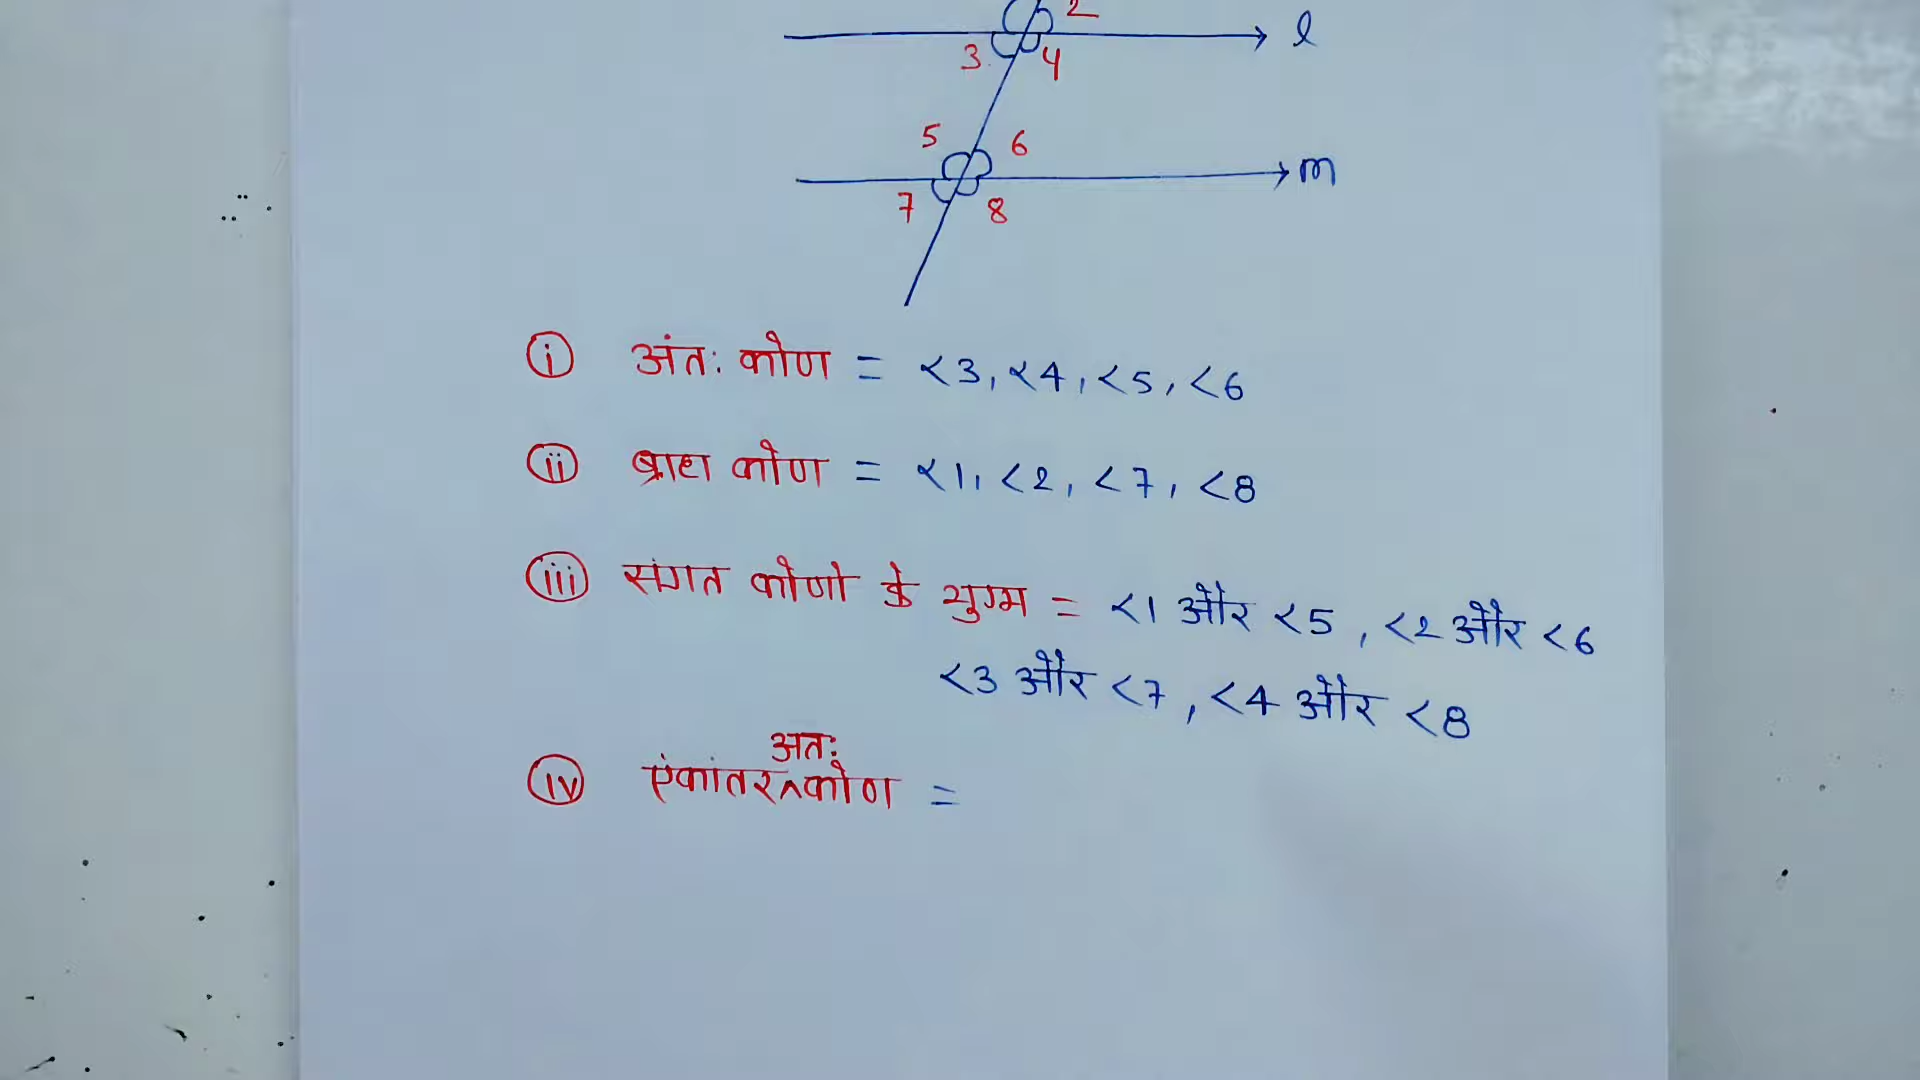 2
l
3 4
5 6
m
7 8
(i) अंतः कोण = <3, <4, <5, <6
(ii) बाह्य कोण = <1, <2, <7, <8
(iii) संगत कोणो के युग्म = <1 और <5, <2 और <6
<3 और <7, <4 और <8
अतः
(iv) एंकांतर^कोण =